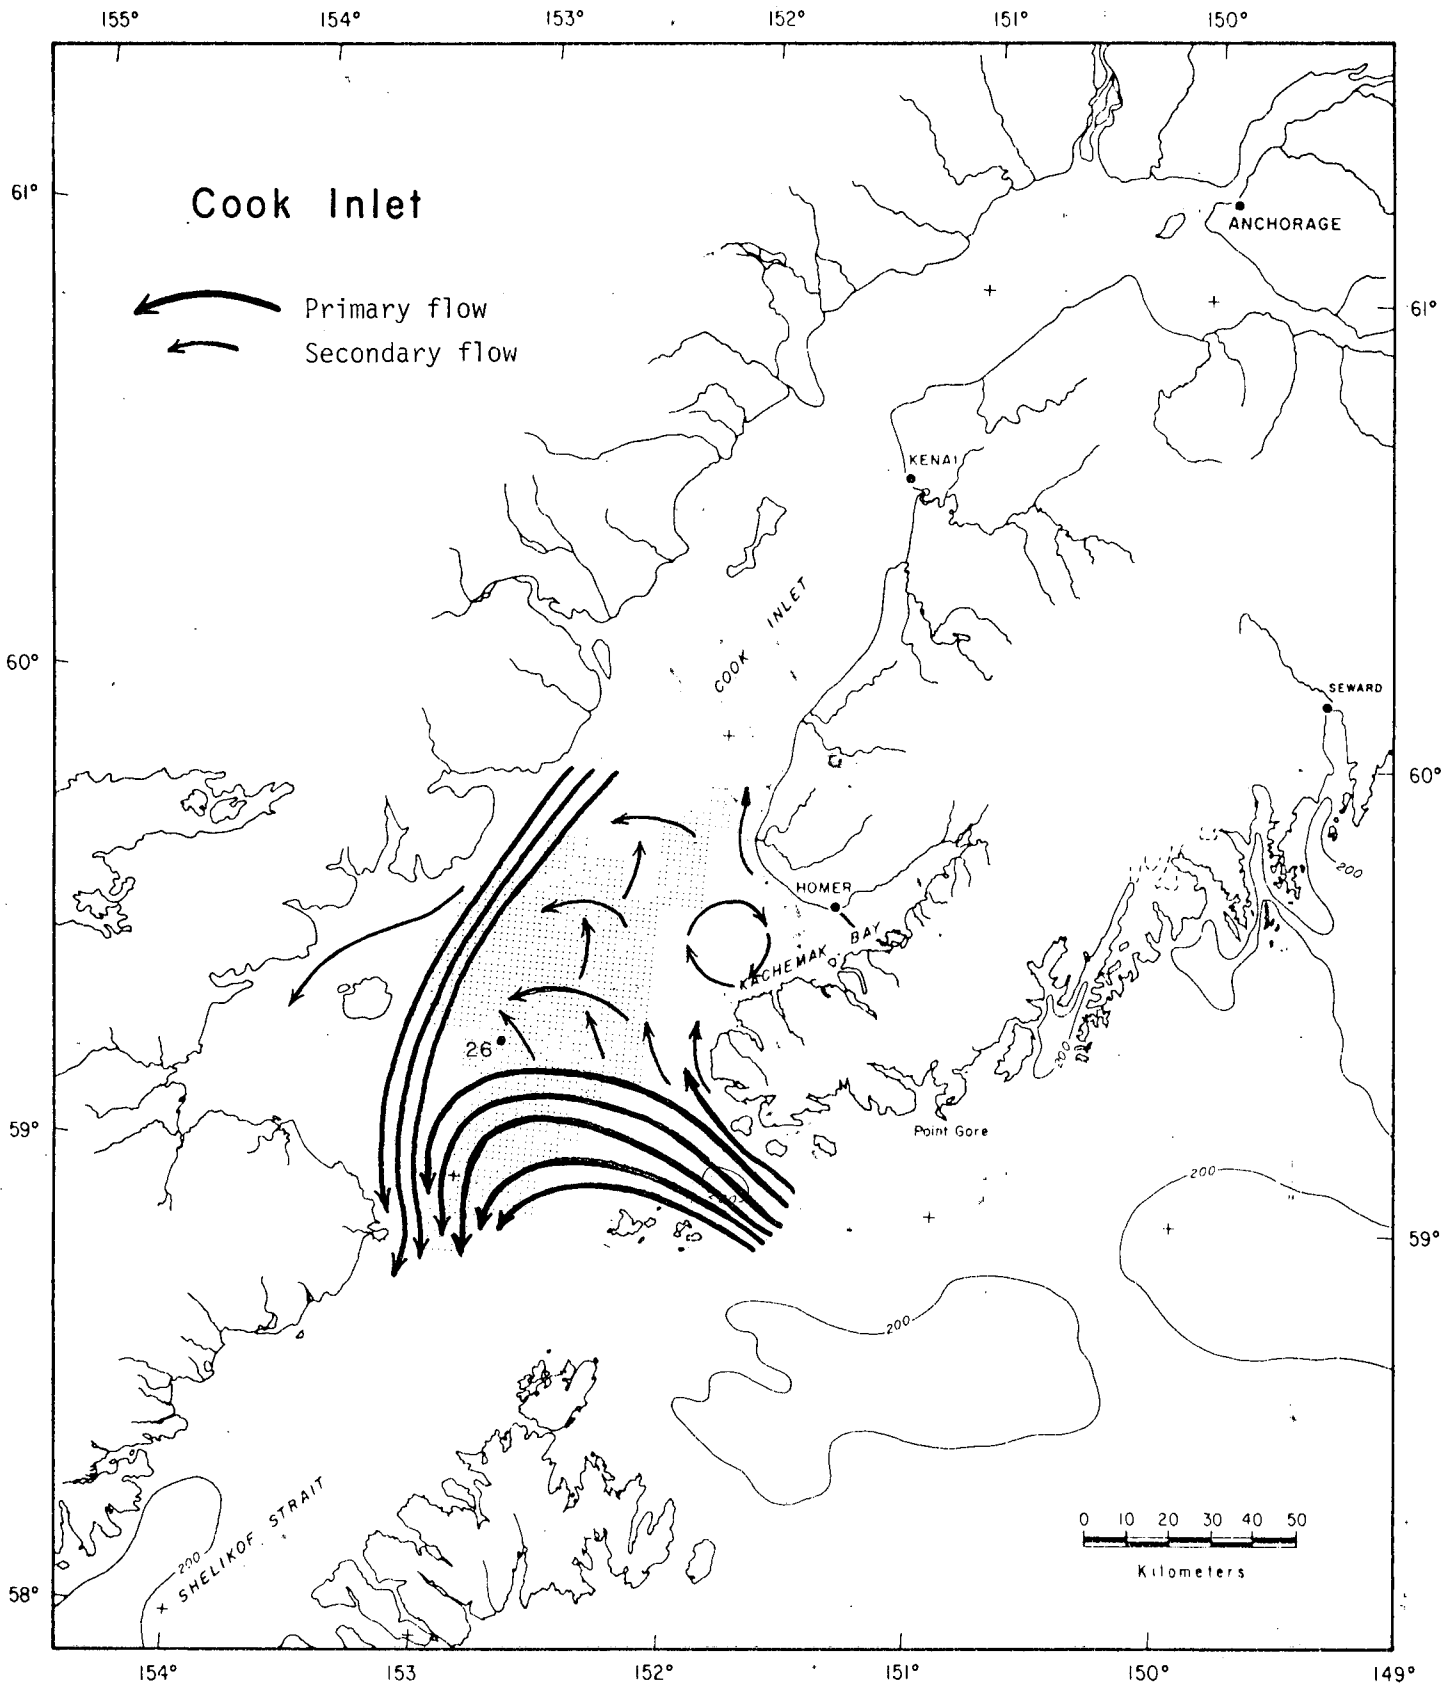 155° 154° 153° 152° 151° 150°
61°
Cook Inlet
ANCHORAGE
Primary flow
61°
Secondary flow
KENAI
COOK INLET
60°
SEWARD
60°
200
HOMER
KACHEMAK BAY
26
200
59°
Point Gore
200
59°
200
0 10 20 30 40 50
Kilometers
SHELIKOF STRAIT
200
58°
154° 153 152° 151° 150° 149°